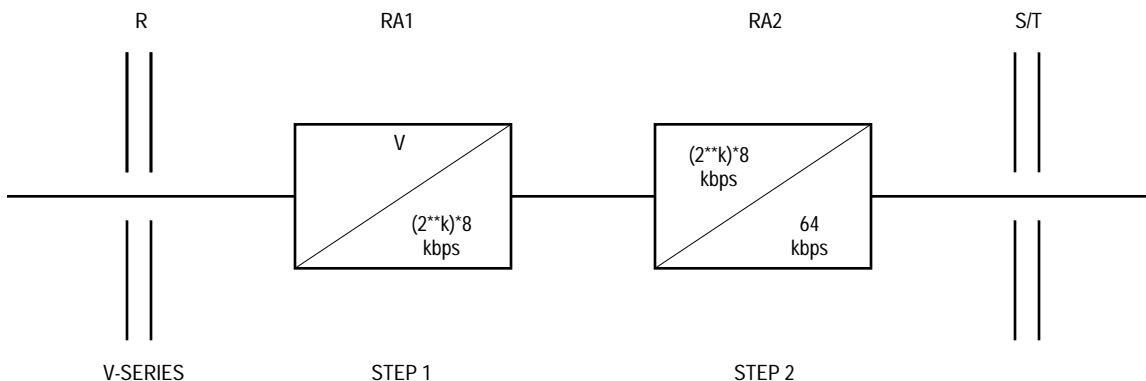 R
RA1
RA2
S/T
V
(2**k)*8
kbps
(2**k)*8
kbps
64
kbps
V-SERIES
STEP 1
STEP 2